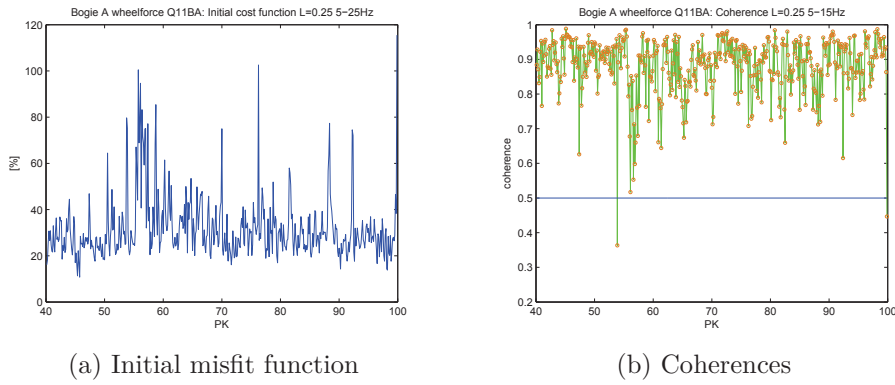 Bogie A wheelforce Q11BA: Initial cost function L=0.25 5−25Hz
120
100
80
60
40
20
0
[%]
40 50 60 70 80 90 100
PK
(a) Initial misfit function
Bogie A wheelforce Q11BA: Coherence L=0.25 5−15Hz
1
0.9
0.8
0.7
0.6
0.5
0.4
0.3
0.2
coherence
40 50 60 70 80 90 100
PK
(b) Coherences